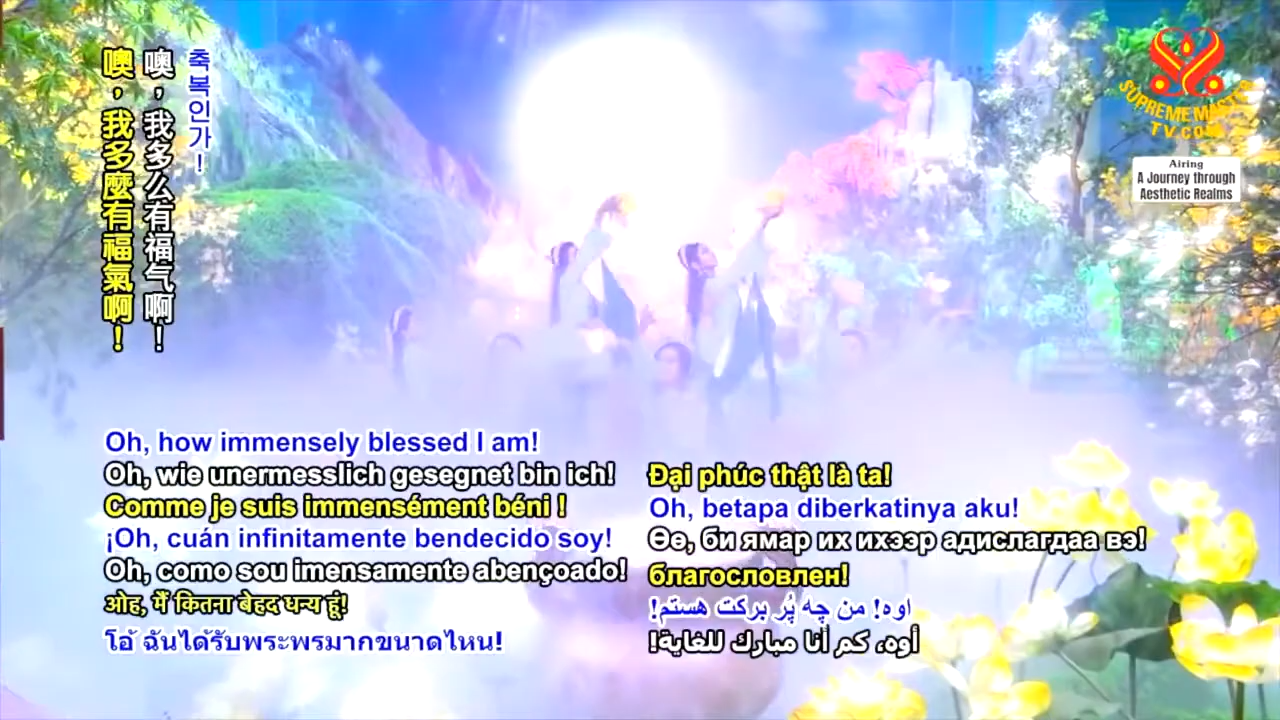 축복인가!
噢，我多么有福气啊！
噢，我多麼有福氣啊！
SUPREME MASTER
TV.COM
Airing
A Journey through
Aesthetic Realms
Oh, how immensely blessed I am!
Oh, wie unermesslich gesegnet bin ich!
Comme je suis immensément béni !
¡Oh, cuán infinitamente bendecido soy!
Oh, como sou imensamente abençoado!
ओह, मैं कितना बेहद धन्य हूं!
โอ้ ฉันได้รับพระพรมากขนาดไหน!
Đại phúc thật là ta!
Oh, betapa diberkatinya aku!
Өө, би ямар их ихээр адислагдаа вэ!
благословлен!
اوه! من چه پُر برکت هستم!
أوه، كم أنا مبارك للغاية!